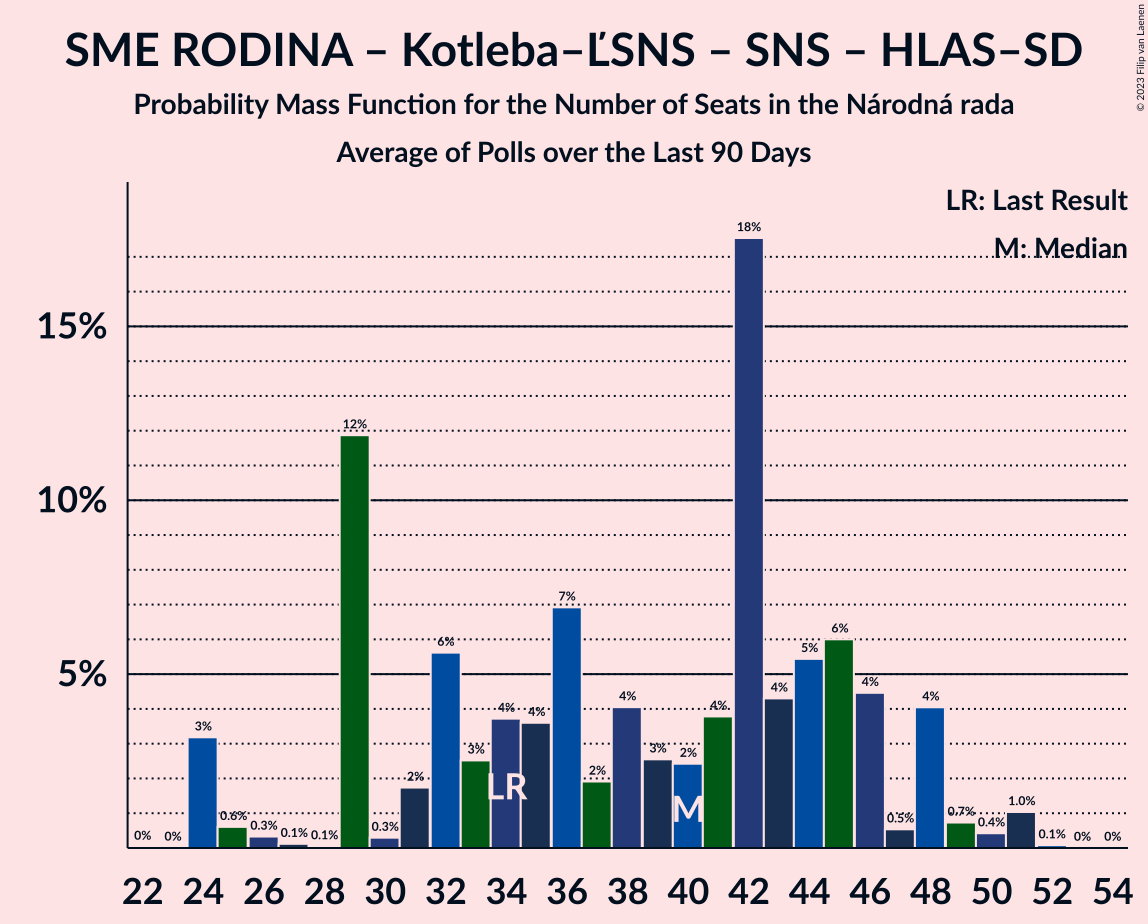 SME RODINA – Kotleba–ĽSNS – SNS – HLAS–SD
Probability Mass Function for the Number of Seats in the Národná rada
Average of Polls over the Last 90 Days
© 2023 Filip van Laenen
LR: Last Result
M: Median
15%
10%
5%
0% 0% 3% 0.6% 0.3% 0.1% 0.1% 12% 0.3% 2% 6% 3% 4% 4% 7% 2% 4% 3% 2% 4% 18% 4% 5% 6% 4% 0.5% 4% 0.7% 0.4% 1.0% 0.1% 0% 0%
LR
M
22 24 26 28 30 32 34 36 38 40 42 44 46 48 50 52 54